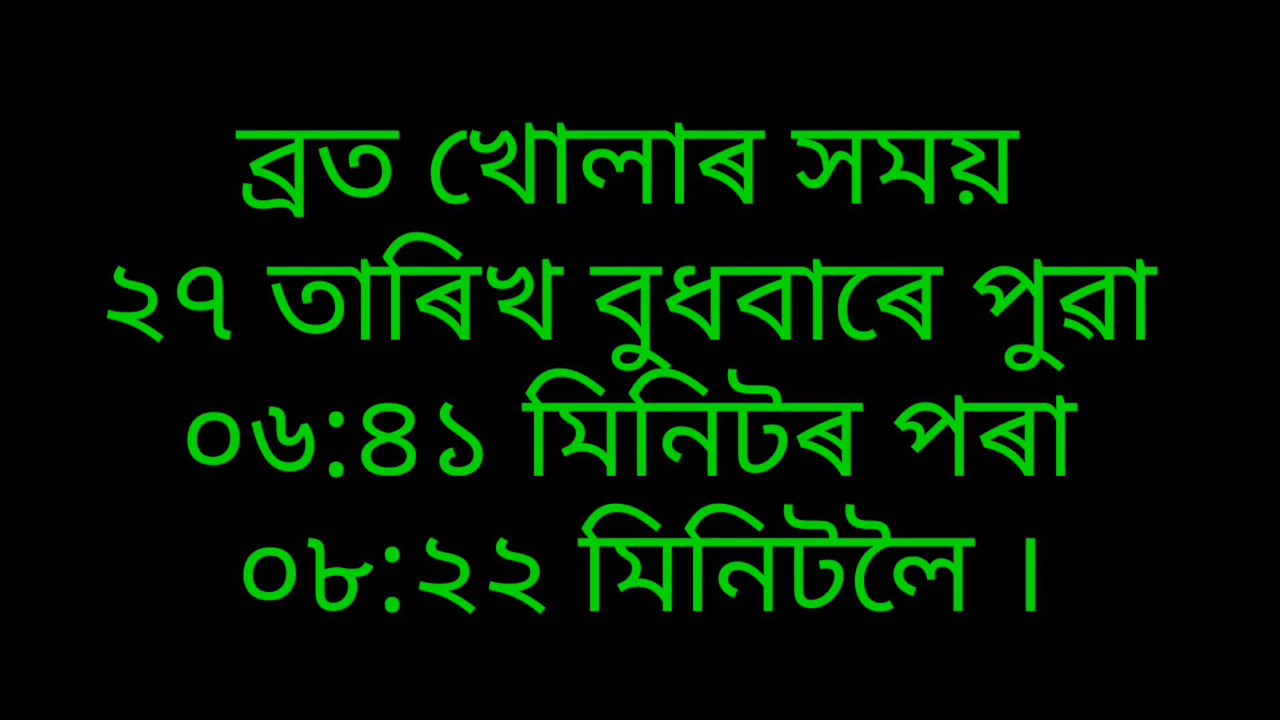 ব্ৰত খোলাৰ সময়
২৭ তাৰিখ বুধবাৰে পুৱা
০৬:৪১ মিনিটৰ পৰা
০৮:২২ মিনিটলৈ ।